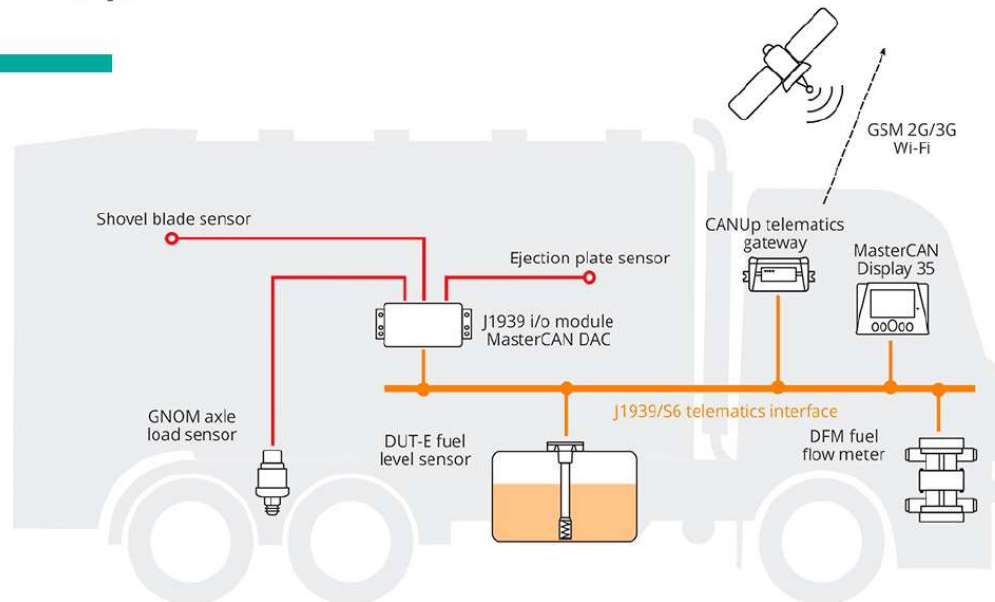 GSM 2G/3G
Wi-Fi
Shovel blade sensor
CANUp telematics
gateway
Ejection plate sensor
MasterCAN
Display 35
J1939 i/o module
MasterCAN DAC
J1939/S6 telematics interface
GNOM axle
load sensor
DUT-E fuel
level sensor
DFM fuel
flow meter